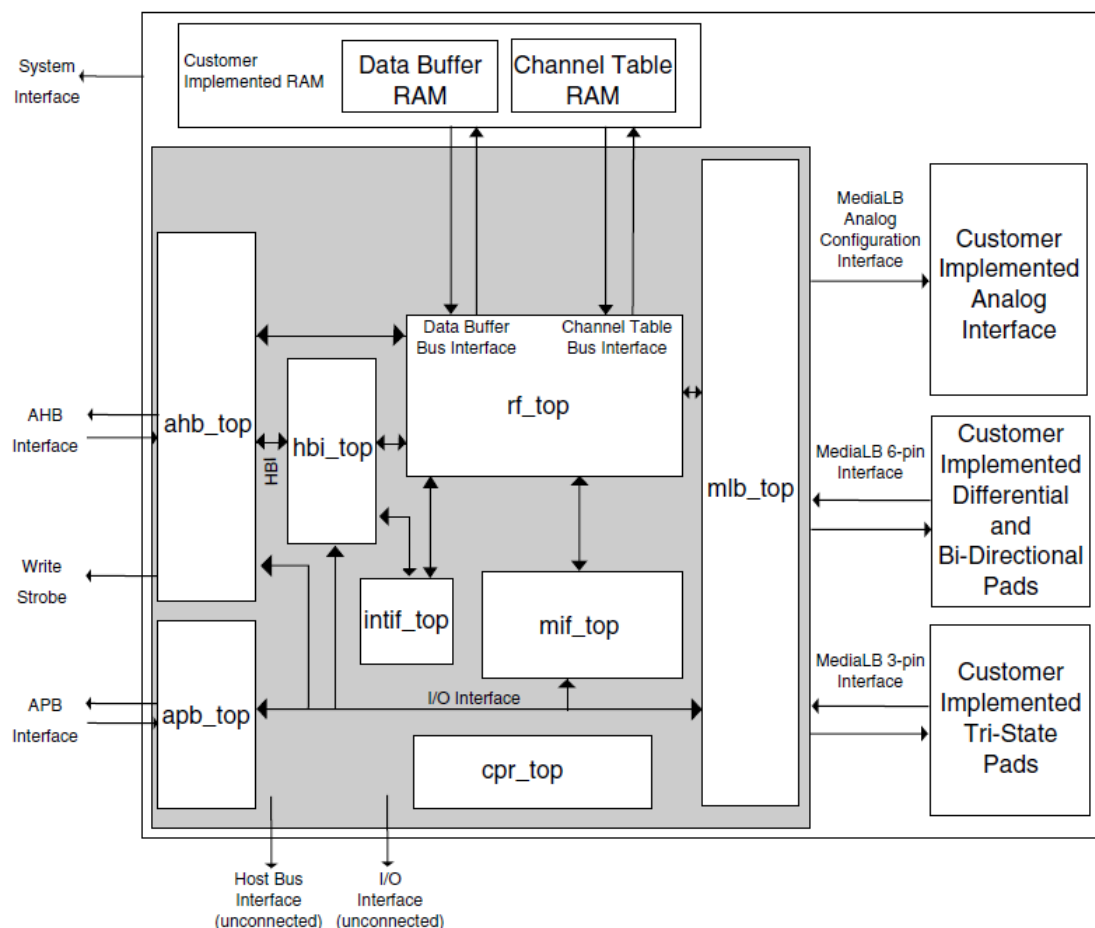 System
Interface
Customer
Implemented RAM
Data Buffer
RAM
Channel Table
RAM
MediaLB
Analog
Configuration
Interface
Customer
Implemented
Analog
Interface
Data Buffer
Bus Interface
Channel Table
Bus Interface
rf_top
AHB
Interface
ahb_top
HBI
hbi_top
mlb_top
MediaLB 6-pin
Interface
Customer
Implemented
Differential
and
Bi-Directional
Pads
Write
Strobe
intif_top
mif_top
MediaLB 3-pin
Interface
Customer
Implemented
Tri-State
Pads
APB
Interface
apb_top
I/O Interface
cpr_top
Host Bus
Interface
(unconnected)
I/O
Interface
(unconnected)